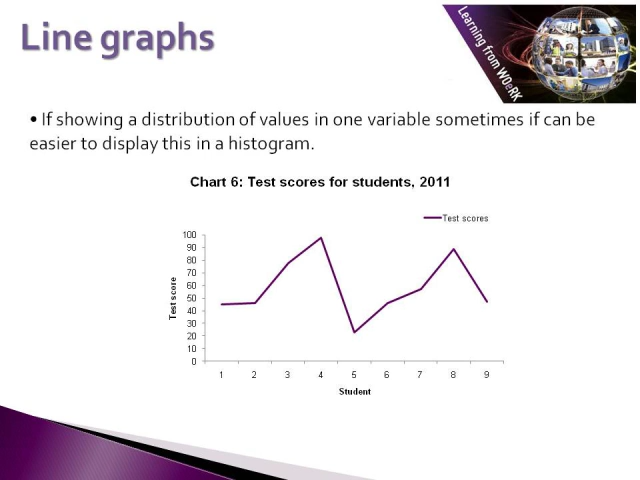 Line graphs
Learning from WOeRK
• If showing a distribution of values in one variable sometimes if can be
easier to display this in a histogram.
Chart 6: Test scores for students, 2011
Test scores
100
90
80
70
60
50
40
30
20
10
0
Test score
1 2 3 4 5 6 7 8 9
Student